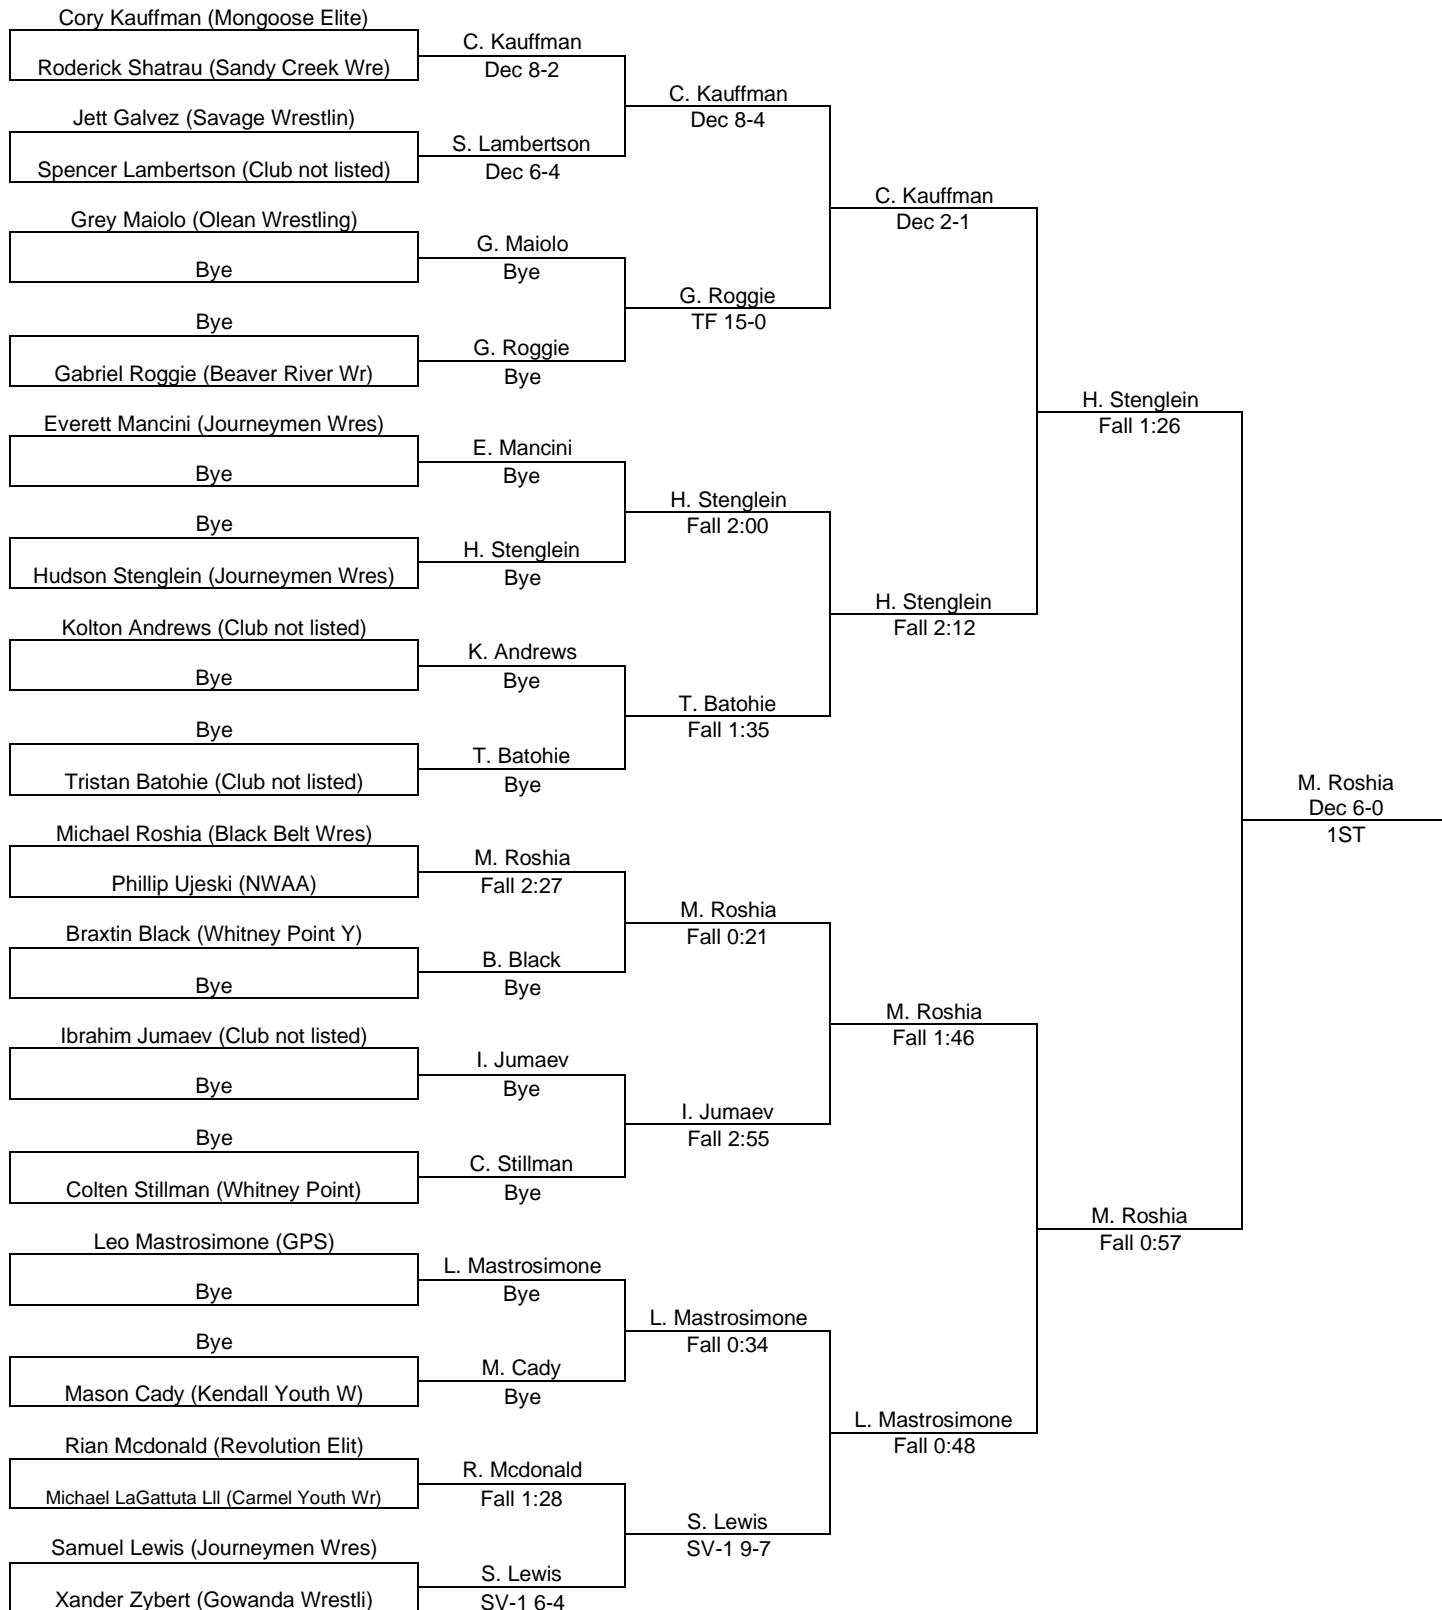 Cory Kauffman (Mongoose Elite)
Roderick Shatrau (Sandy Creek Wre)
Jett Galvez (Savage Wrestlin)
Spencer Lambertson (Club not listed)
Grey Maiolo (Olean Wrestling)
Bye
Bye
Gabriel Roggie (Beaver River Wr)
Everett Mancini (Journeymen Wres)
Bye
Bye
Hudson Stenglein (Journeymen Wres)
Kolton Andrews (Club not listed)
Bye
Bye
Tristan Batohie (Club not listed)
Michael Roshia (Black Belt Wres)
Phillip Ujeski (NWAA)
Braxtin Black (Whitney Point Y)
Bye
Ibrahim Jumaev (Club not listed)
Bye
Bye
Colten Stillman (Whitney Point)
Leo Mastrosimone (GPS)
Bye
Bye
Mason Cady (Kendall Youth W)
Rian Mcdonald (Revolution Elit)
Michael LaGattuta LlI (Carmel Youth Wr)
Samuel Lewis (Journeymen Wres)
Xander Zybert (Gowanda Wrestli)
C. Kauffman
Dec 8-2
S. Lambertson
Dec 6-4
G. Maiolo
Bye
G. Roggie
Bye
E. Mancini
Bye
H. Stenglein
Bye
K. Andrews
Bye
T. Batohie
Bye
M. Roshia
Fall 2:27
B. Black
Bye
I. Jumaev
Bye
C. Stillman
Bye
L. Mastrosimone
Bye
M. Cady
Bye
R. Mcdonald
Fall 1:28
S. Lewis
SV-1 6-4
C. Kauffman
Dec 8-4
G. Roggie
TF 15-0
H. Stenglein
Fall 2:00
T. Batohie
Fall 1:35
M. Roshia
Fall 0:21
I. Jumaev
Fall 2:55
L. Mastrosimone
Fall 0:34
S. Lewis
SV-1 9-7
C. Kauffman
Dec 2-1
H. Stenglein
Fall 2:12
M. Roshia
Fall 1:46
L. Mastrosimone
Fall 0:48
H. Stenglein
Fall 1:26
M. Roshia
Fall 0:57
M. Roshia
Dec 6-0
1ST